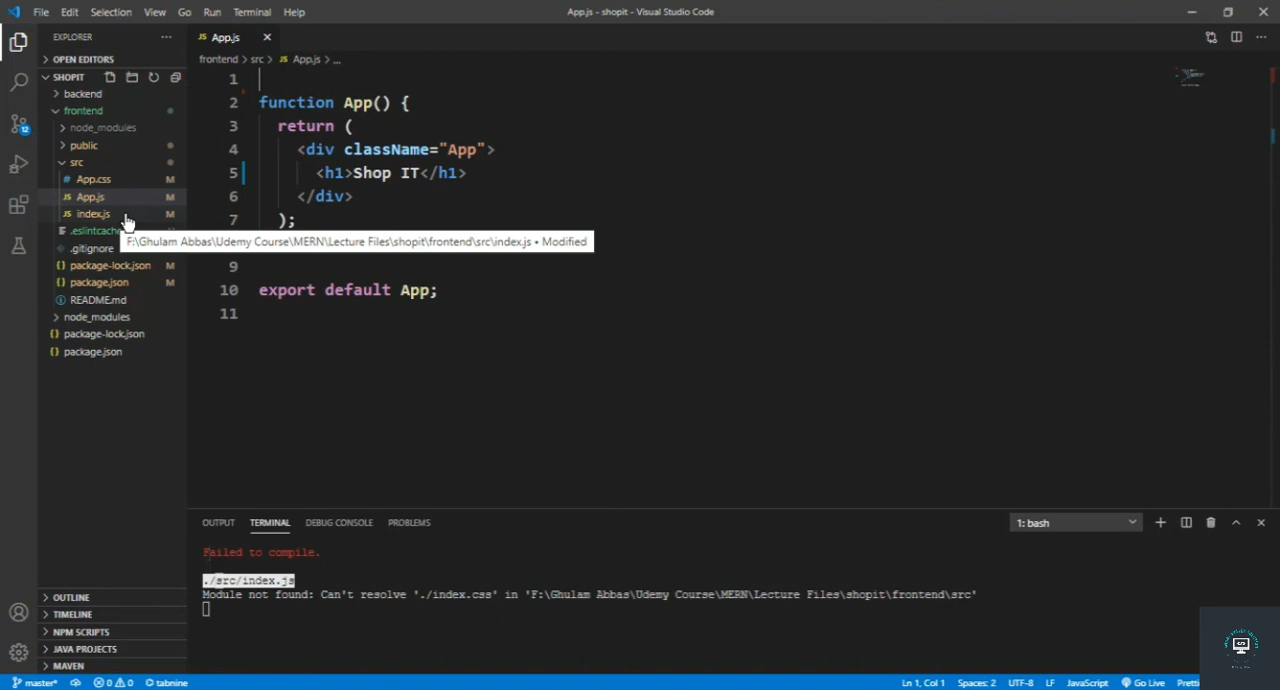 File Edit Selection View Go Run Terminal Help
App.js - shopit - Visual Studio Code
EXPLORER
OPEN EDITORS
SHOPIT
backend
frontend
node_modules
public
src
# App.css M
JS App.js M
JS index.js M
.eslintcache
.gitignore
{} package-lock.json M
{} package.json M
README.md
node_modules
{} package-lock.json
{} package.json
OUTLINE
TIMELINE
NPM SCRIPTS
JAVA PROJECTS
MAVEN
12
JS App.js
frontend > src > JS App.js > ...
1
2 function App() {
3 return (
4 <div className="App">
5 <h1>Shop IT</h1>
6 </div>
7 );
F:\Ghulam Abbas\Udemy Course\MERN\Lecture Files\shopit\frontend\src\index.js • Modified
9
10 export default App;
11
OUTPUT TERMINAL DEBUG CONSOLE PROBLEMS
1: bash
Failed to compile.
./src/index.js
Module not found: Can't resolve './index.css' in 'F:\Ghulam Abbas\Udemy Course\MERN\Lecture Files\shopit\frontend\src'
master* 0 0 tabnine
Ln 1, Col 1 Spaces: 2 UTF-8 LF JavaScript Go Live Pretti